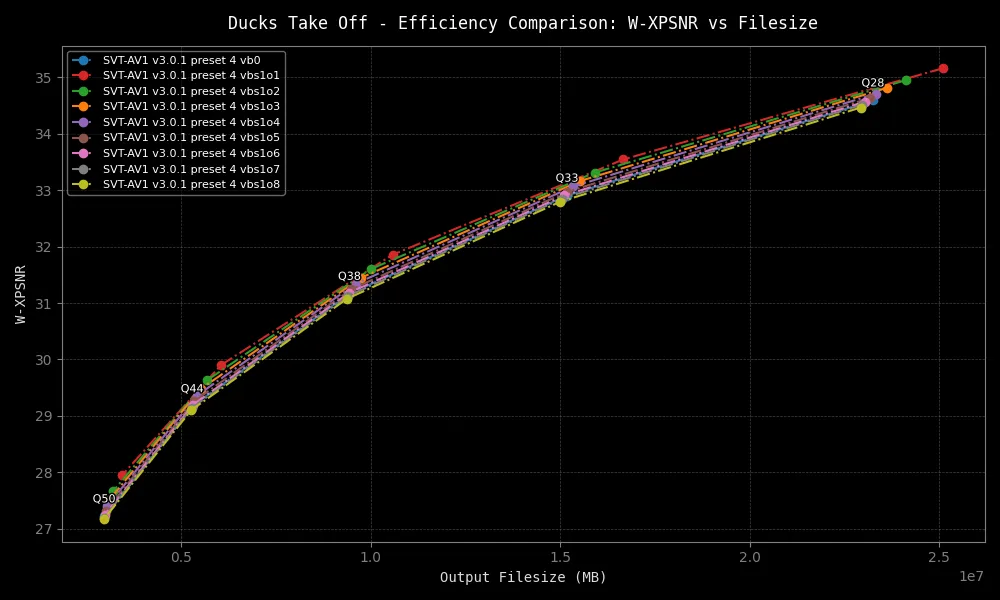 Ducks Take Off - Efficiency Comparison: W-XPSNR vs Filesize
SVT-AV1 v3.0.1 preset 4 vb0
SVT-AV1 v3.0.1 preset 4 vbs1o1
SVT-AV1 v3.0.1 preset 4 vbs1o2
SVT-AV1 v3.0.1 preset 4 vbs1o3
SVT-AV1 v3.0.1 preset 4 vbs1o4
SVT-AV1 v3.0.1 preset 4 vbs1o5
SVT-AV1 v3.0.1 preset 4 vbs1o6
SVT-AV1 v3.0.1 preset 4 vbs1o7
SVT-AV1 v3.0.1 preset 4 vbs1o8
Q28
Q33
Q38
Q44
Q50
35
34
33
32
31
30
29
28
27
W-XPSNR
0.5
1.0
1.5
2.0
2.5
1e7
Output Filesize (MB)